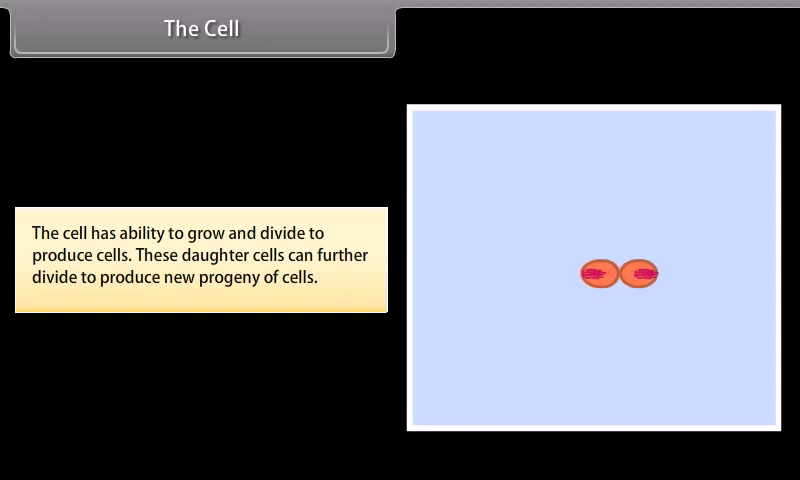 The Cell
The cell has ability to grow and divide to
produce cells. These daughter cells can further
divide to produce new progeny of cells.